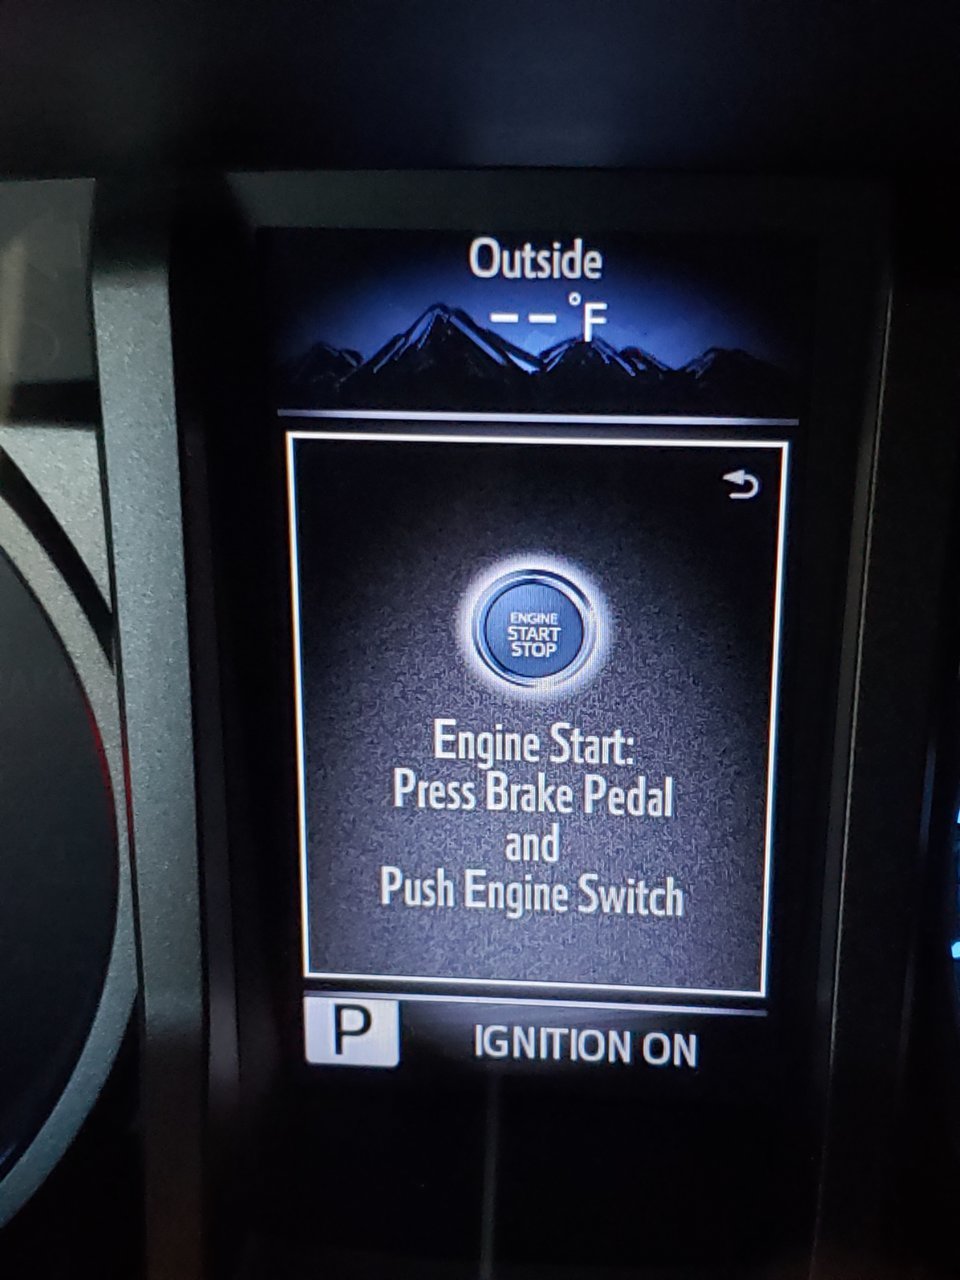 Outside
--°F
ENGINE
START
STOP
Engine Start:
Press Brake Pedal
and
Push Engine Switch
P
IGNITION ON